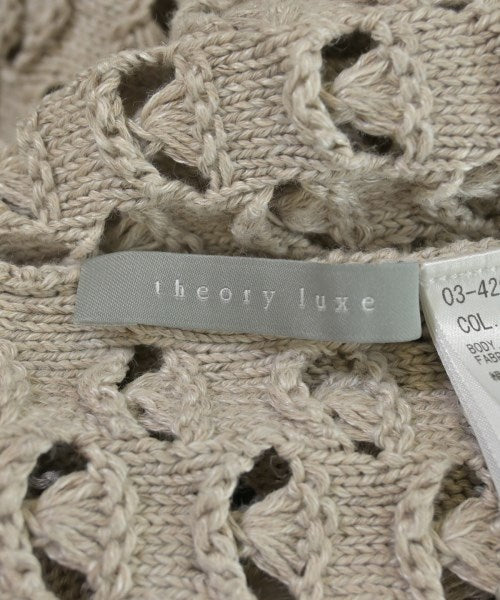 theory luxe
03-42
COL.
BODY
FABR